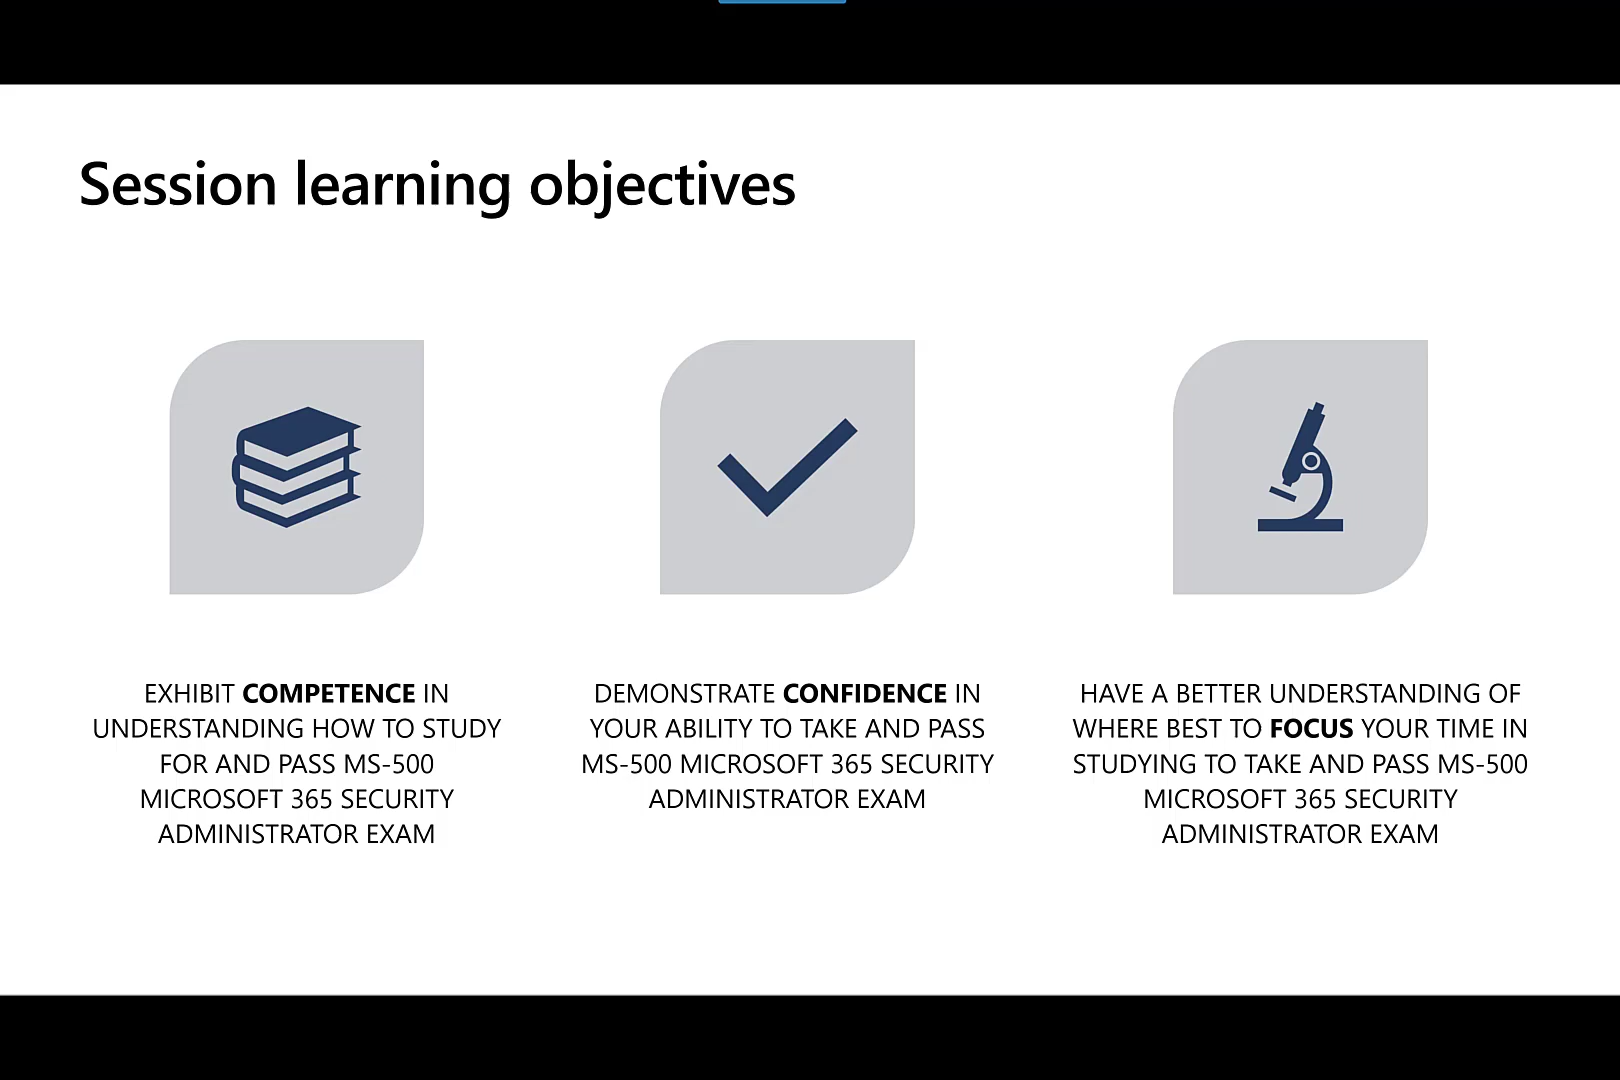 Session learning objectives
EXHIBIT COMPETENCE IN
UNDERSTANDING HOW TO STUDY
FOR AND PASS MS-500
MICROSOFT 365 SECURITY
ADMINISTRATOR EXAM
DEMONSTRATE CONFIDENCE IN
YOUR ABILITY TO TAKE AND PASS
MS-500 MICROSOFT 365 SECURITY
ADMINISTRATOR EXAM
HAVE A BETTER UNDERSTANDING OF
WHERE BEST TO FOCUS YOUR TIME IN
STUDYING TO TAKE AND PASS MS-500
MICROSOFT 365 SECURITY
ADMINISTRATOR EXAM